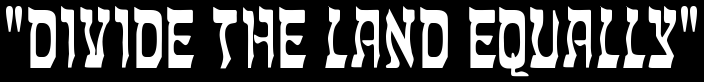 "DIVIDE THE LAND EQUALLY"